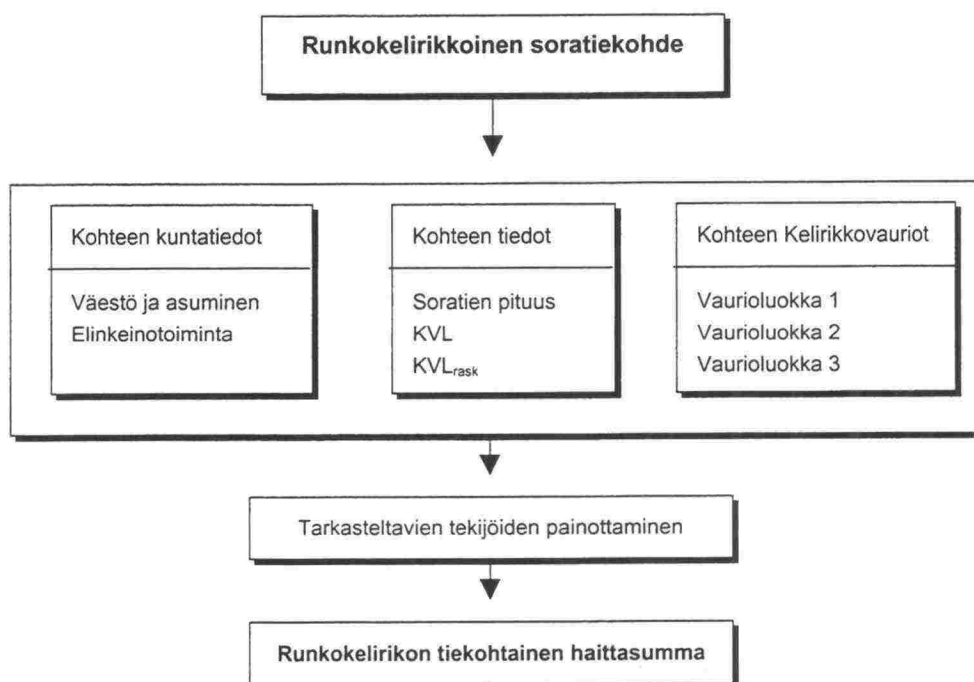 Runkokelirikkoinen soratiekohde
Kohteen kuntatiedot
Väestö ja asuminen
Elinkeinotoiminta
Kohteen tiedot
Soratien pituus
KVL
KVLrask
Kohteen Kelirikkovauriot
Vaurioluokka 1
Vaurioluokka 2
Vaurioluokka 3
Tarkasteltavien tekijöiden painottaminen
Runkokelirikon tiekohtainen haittasumma